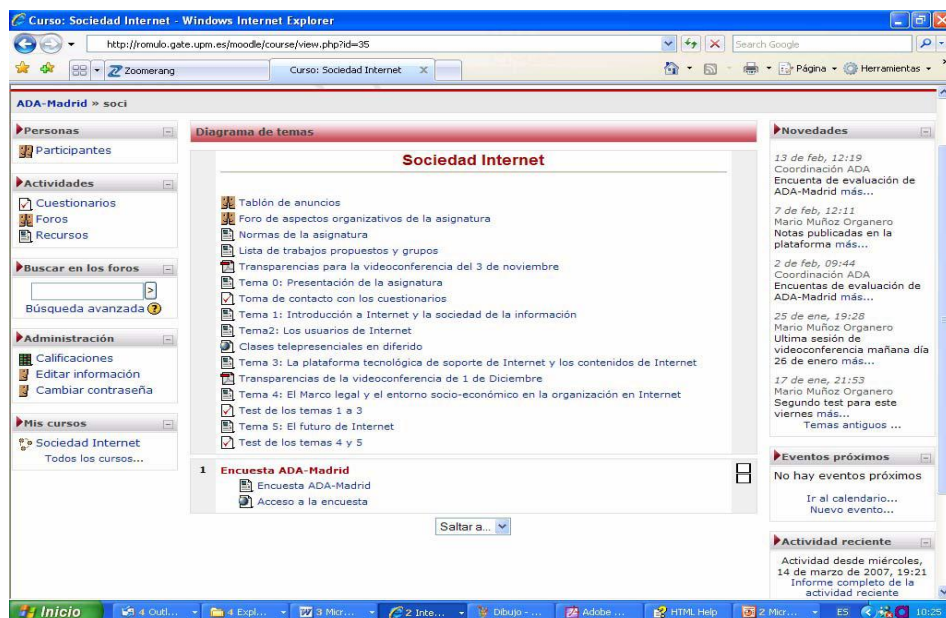 Curso: Sociedad Internet - Windows Internet Explorer
http://romulo.gate.upm.es/moodle/course/view.php?id=35
Search Google
Zoomerang
Curso: Sociedad Internet
Página
Herramientas
ADA-Madrid » soci
Personas
Participantes
Actividades
Cuestionarios
Foros
Recursos
Buscar en los foros
>
Búsqueda avanzada ?
Administración
Calificaciones
Editar información
Cambiar contraseña
Mis cursos
Sociedad Internet
Todos los cursos...
Diagrama de temas
Sociedad Internet
Tablón de anuncios
Foro de aspectos organizativos de la asignatura
Normas de la asignatura
Lista de trabajos propuestos y grupos
Transparencias para la videoconferencia del 3 de noviembre
Tema 0: Presentación de la asignatura
Toma de contacto con los cuestionarios
Tema 1: Introducción a Internet y la sociedad de la información
Tema2: Los usuarios de Internet
Clases telepresenciales en diferido
Tema 3: La plataforma tecnológica de soporte de Internet y los contenidos de Internet
Transparencias de la videoconferencia de 1 de Diciembre
Tema 4: El Marco legal y el entorno socio-económico en la organización en Internet
Test de los temas 1 a 3
Tema 5: El futuro de Internet
Test de los temas 4 y 5
1 Encuesta ADA-Madrid
Encuesta ADA-Madrid
Acceso a la encuesta
Saltar a...
Novedades
13 de feb, 12:19
Coordinación ADA
Encuenta de evaluación de
ADA-Madrid más...
7 de feb, 12:11
Mario Muñoz Organero
Notas publicadas en la
plataforma más...
2 de feb, 09:44
Coordinación ADA
Encuestas de evaluación de
ADA-Madrid más...
25 de ene, 19:28
Mario Muñoz Organero
Ultima sesión de
videoconferencia mañana día
26 de enero más...
17 de ene, 21:53
Mario Muñoz Organero
Segundo test para este
viernes más...
Temas antiguos ...
Eventos próximos
No hay eventos próximos
Ir al calendario...
Nuevo evento...
Actividad reciente
Actividad desde miércoles,
14 de marzo de 2007, 19:21
Informe completo de la
actividad reciente
Inicio
4 Outl...
4 Expl...
3 Micr...
2 Inte...
Dibujo - ...
Adobe ...
HTML Help
2 Micr...
ES
10:25